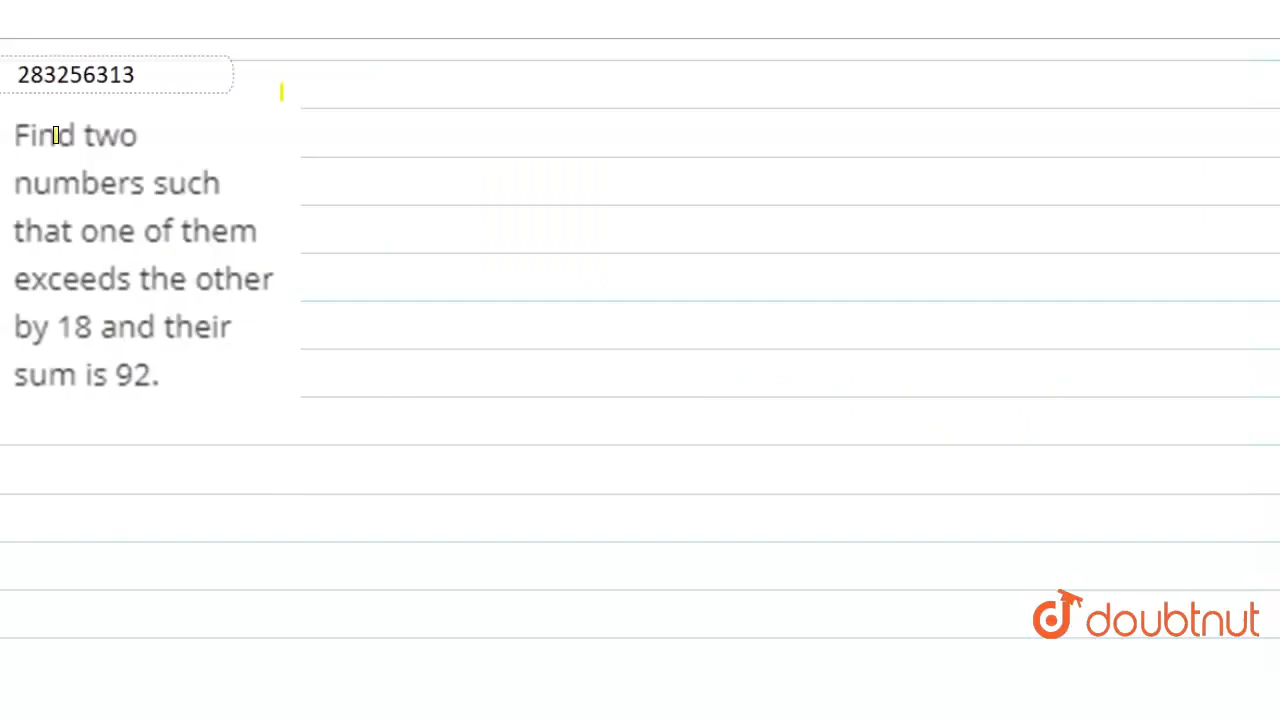 283256313
Find two
numbers such
that one of them
exceeds the other
by 18 and their
sum is 92.
doubtnut